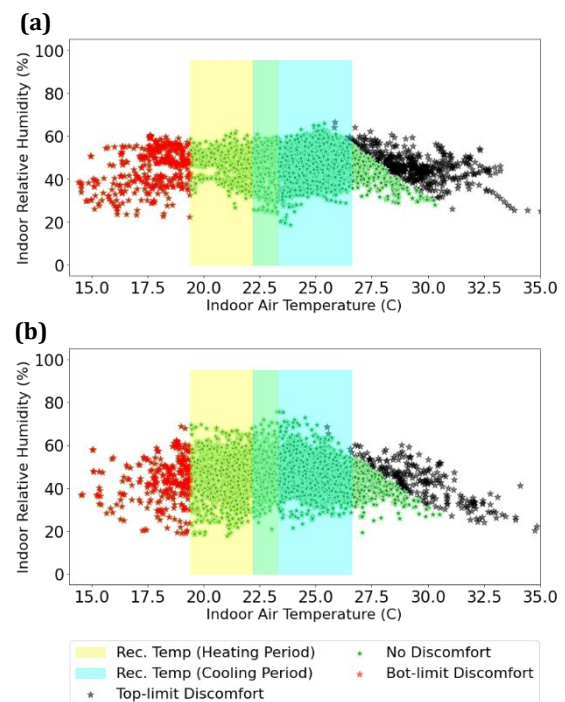 (a)
100
80
60
40
20
0
Indoor Relative Humidity (%)
15.0 17.5 20.0 22.5 25.0 27.5 30.0 32.5 35.0
Indoor Air Temperature (C)
(b)
100
80
60
40
20
0
Indoor Relative Humidity (%)
15.0 17.5 20.0 22.5 25.0 27.5 30.0 32.5 35.0
Indoor Air Temperature (C)
Rec. Temp (Heating Period)
Rec. Temp (Cooling Period)
Top-limit Discomfort
No Discomfort
Bot-limit Discomfort